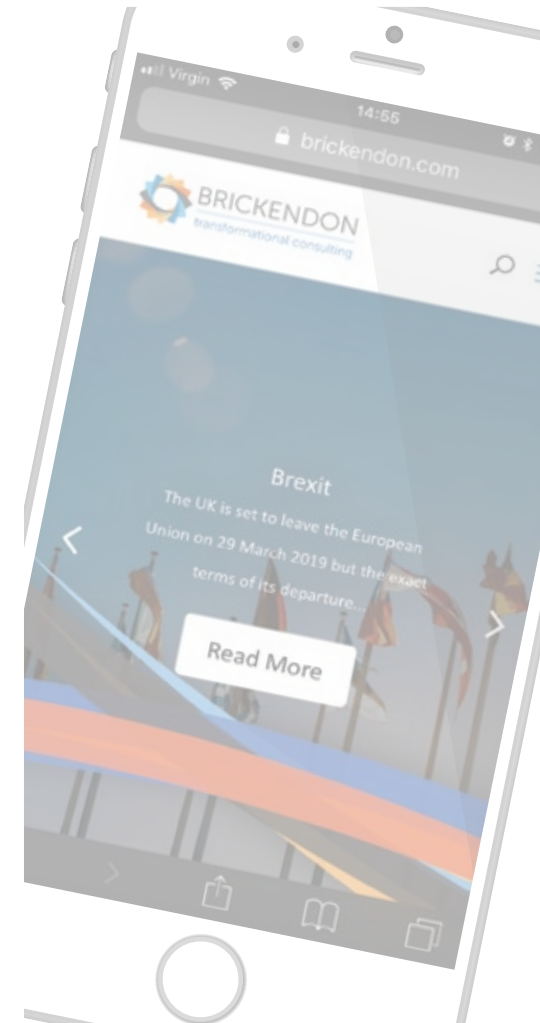 Virgin
14:55
brickendon.com
BRICKENDON
transformational consulting
Brexit
The UK is set to leave the European
Union on 29 March 2019 but the exact
terms of its departure...
Read More